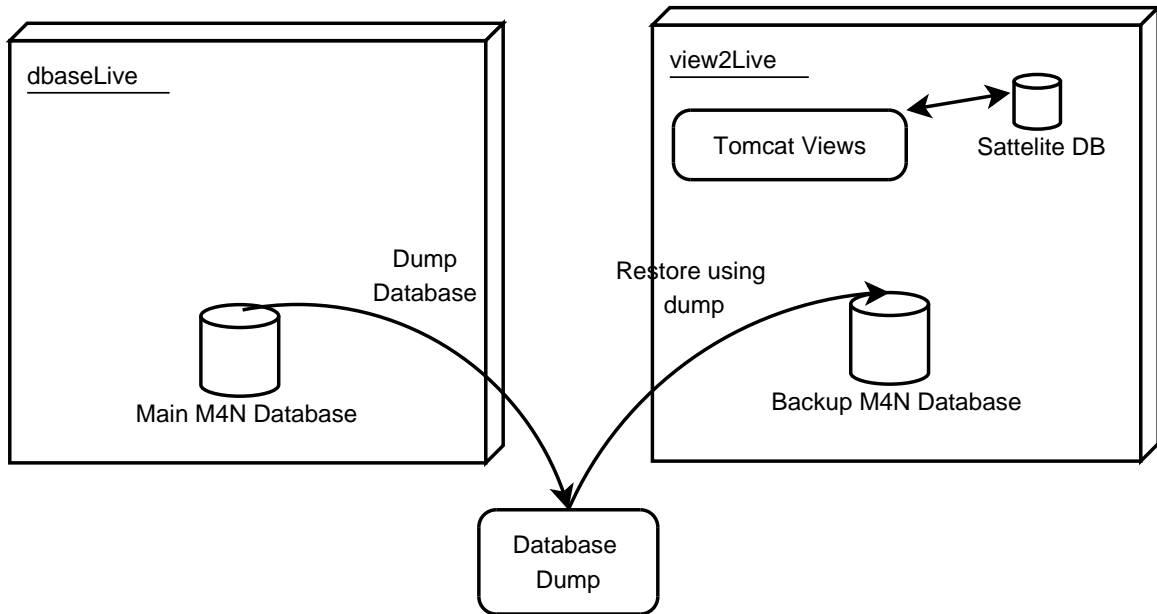 dbaseLive
Dump
Database
Main M4N Database
view2Live
Tomcat Views
Sattelite DB
Restore using
dump
Backup M4N Database
Database
Dump